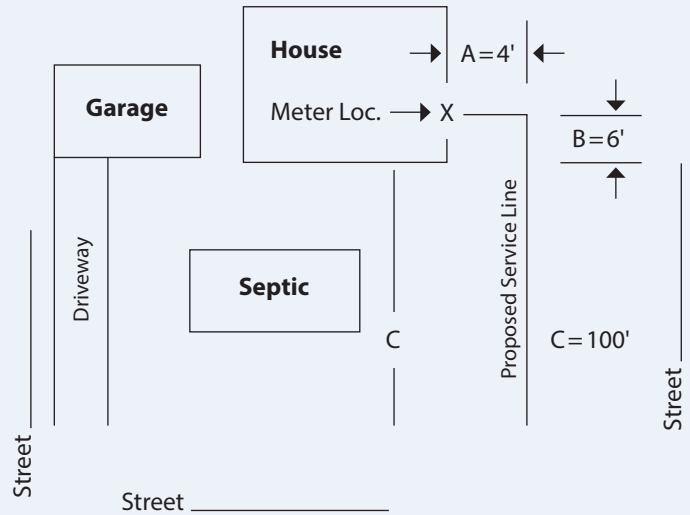 House
A=4'
Garage
Meter Loc.
X
B=6'
Driveway
Septic
Proposed Service Line
C
C=100'
Street
Street
Street